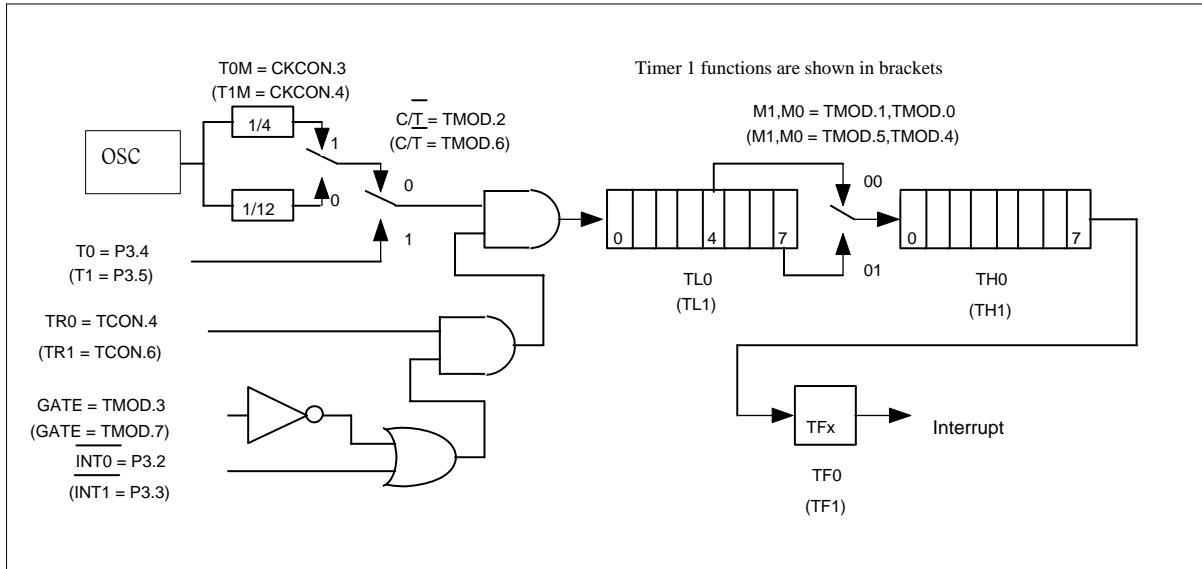 T0M = CKCON.3
(T1M = CKCON.4)
Timer 1 functions are shown in brackets
C/T̅ = TMOD.2
(C/T̅ = TMOD.6)
M1,M0 = TMOD.1,TMOD.0
(M1,M0 = TMOD.5,TMOD.4)
OSC
1/4
1
0
1/12
0
1
T0 = P3.4
(T1 = P3.5)
0
4
7
TL0
(TL1)
00
01
0
7
TH0
(TH1)
TR0 = TCON.4
(TR1 = TCON.6)
GATE = TMOD.3
(GATE = TMOD.7)
I̅N̅T̅0̅ = P3.2
(I̅N̅T̅1̅ = P3.3)
TFx
Interrupt
TF0
(TF1)